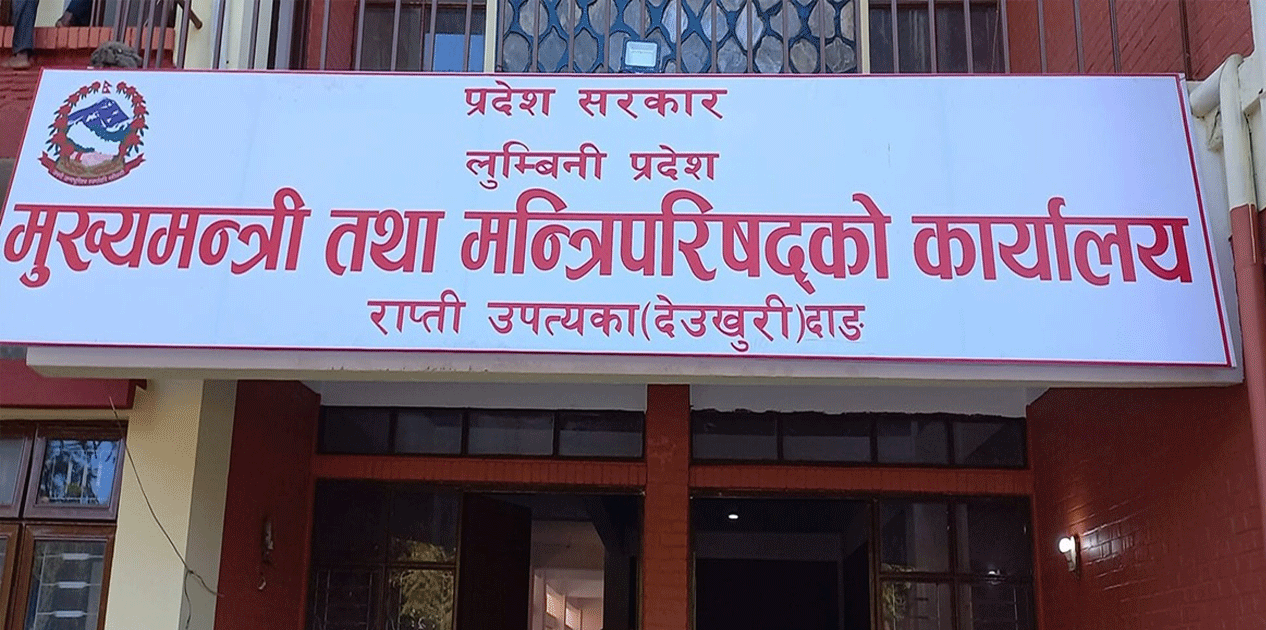 प्रदेश सरकार
लुम्बिनी प्रदेश
मुख्यमन्त्री तथा मन्त्रिपरिषद्को कार्यालय
राप्ती उपत्यका(देउखुरी)दाङ